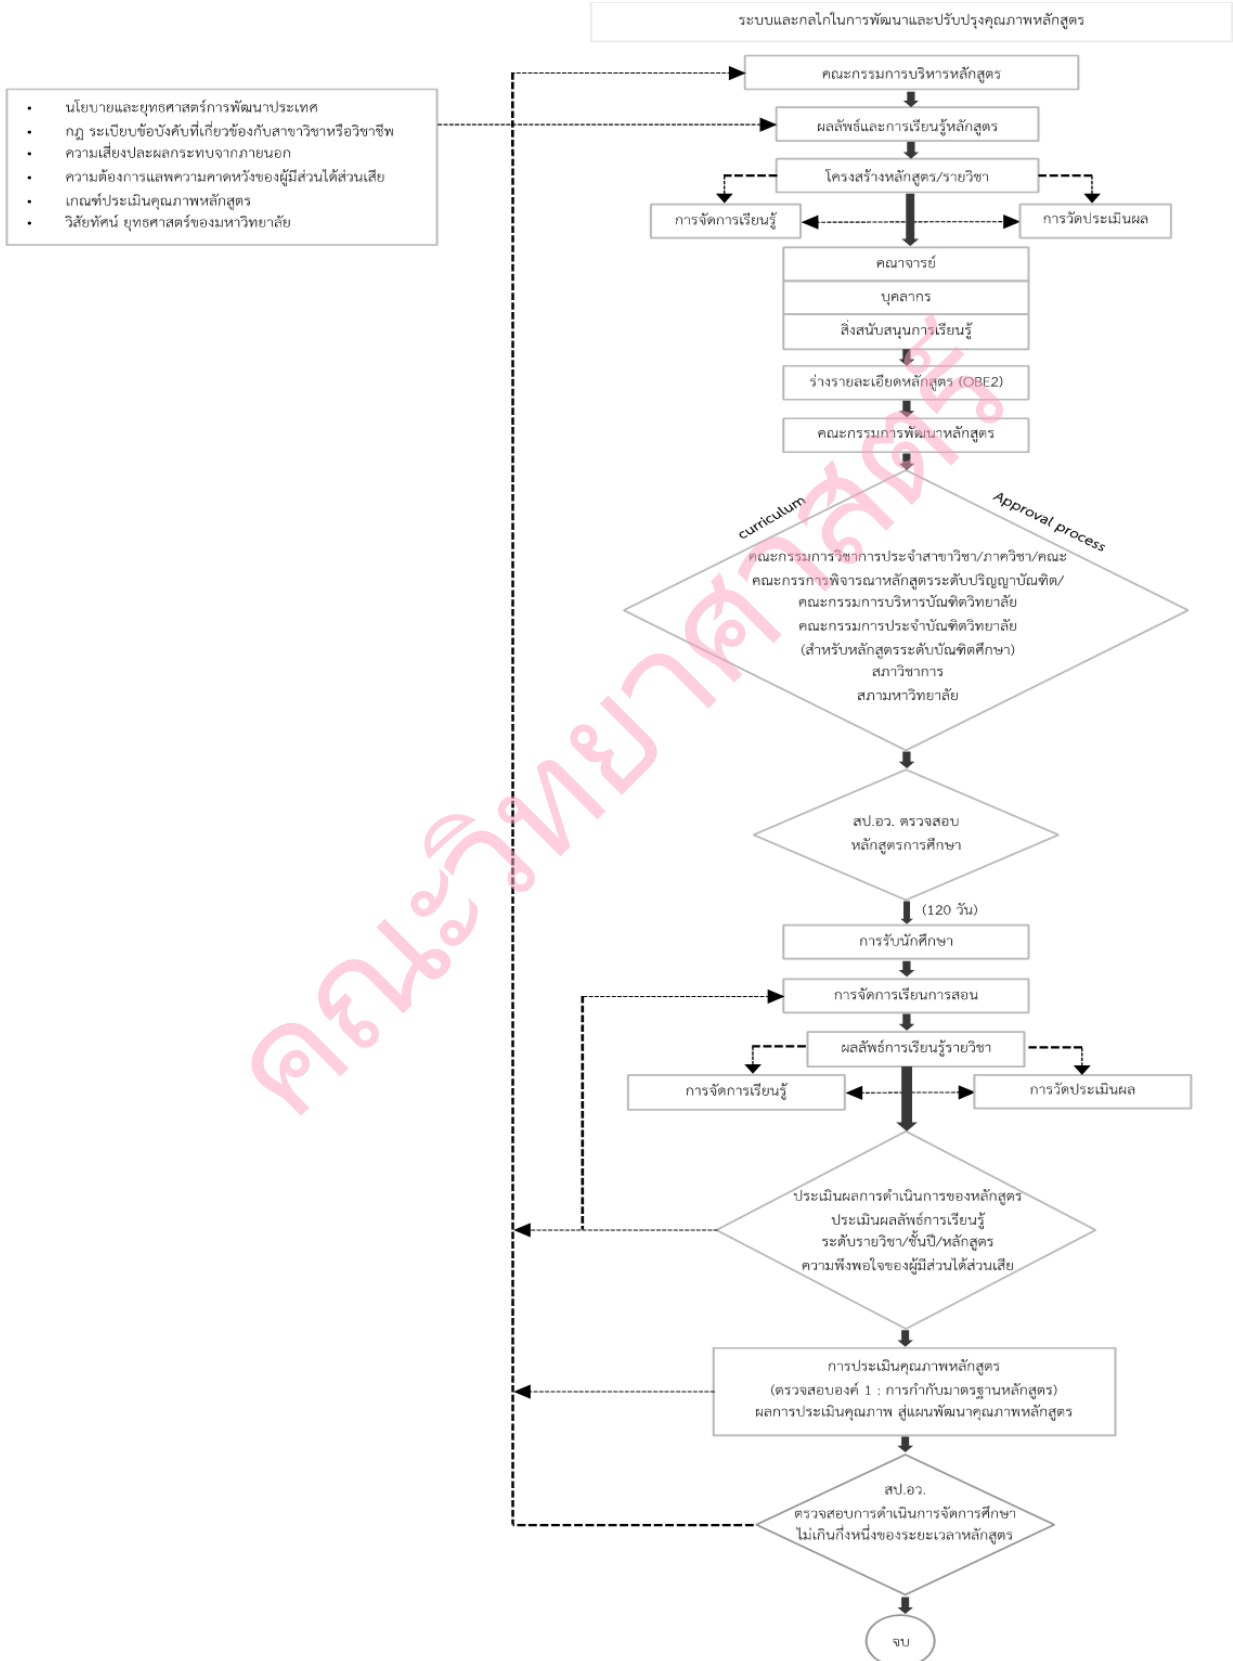 ระบบและกลไกในการพัฒนาและปรับปรุงคุณภาพหลักสูตร
คณะกรรมการบริหารหลักสูตร
• นโยบายและยุทธศาสตร์การพัฒนาประเทศ
• กฎ ระเบียบข้อบังคับที่เกี่ยวข้องกับสาขาวิชาหรือวิชาชีพ
• ความเสี่ยงปละผลกระทบจากภายนอก
• ความต้องการแลพความคาดหวังของผู้มีส่วนได้ส่วนเสีย
• เกณฑ์ประเมินคุณภาพหลักสูตร
• วิสัยทัศน์ ยุทธศาสตร์ของมหาวิทยาลัย
ผลลัพธ์และการเรียนรู้หลักสูตร
โครงสร้างหลักสูตร/รายวิชา
การจัดการเรียนรู้
การวัดประเมินผล
คณาจารย์
บุคลากร
สิ่งสนับสนุนการเรียนรู้
ร่างรายละเอียดหลักสูตร (OBE2)
คณะกรรมการพัฒนาหลักสูตร
curriculum
Approval process
คณะกรรมการวิชาการประจำสาขาวิชา/ภาควิชา/คณะ
คณะกรรการพิจารณาหลักสูตรระดับปริญญาบัณฑิต/
คณะกรรมการบริหารบัณฑิตวิทยาลัย
คณะกรรมการประจำบัณฑิตวิทยาลัย
(สำหรับหลักสูตรระดับบัณฑิตศึกษา)
สภาวิชาการ
สภามหาวิทยาลัย
สป.อว. ตรวจสอบ
หลักสูตรการศึกษา
(120 วัน)
การรับนักศึกษา
การจัดการเรียนการสอน
ผลลัพธ์การเรียนรู้รายวิชา
การจัดการเรียนรู้
การวัดประเมินผล
ประเมินผลการดำเนินการของหลักสูตร
ประเมินผลลัพธ์การเรียนรู้
ระดับรายวิชา/ชั้นปี/หลักสูตร
ความพึงพอใจของผู้มีส่วนได้ส่วนเสีย
การประเมินคุณภาพหลักสูตร
(ตรวจสอบองค์ 1 : การกำกับมาตรฐานหลักสูตร)
ผลการประเมินคุณภาพ สู่แผนพัฒนาคุณภาพหลักสูตร
สป.อว.
ตรวจสอบการดำเนินการจัดการศึกษา
ไม่เกินกึ่งหนึ่งของระยะเวลาหลักสูตร
จบ
คณะวิทยาศาสตร์